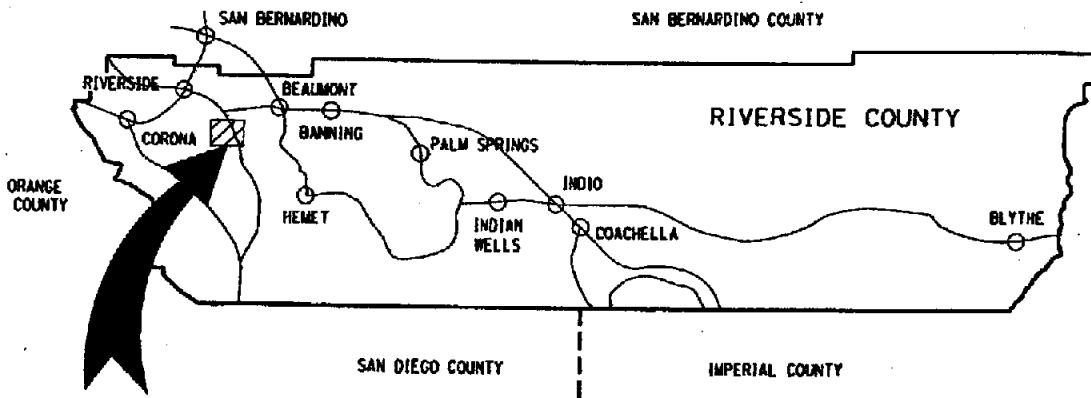 SAN BERNARDINO
SAN BERNARDINO COUNTY
RIVERSIDE
BEAUMONT
RIVERSIDE COUNTY
CORONA
BANNING
PALM SPRINGS
ORANGE
COUNTY
INDIO
HEMET
INDIAN
WELLS
COACHELLA
BLYTHE
SAN DIEGO COUNTY
IMPERIAL COUNTY